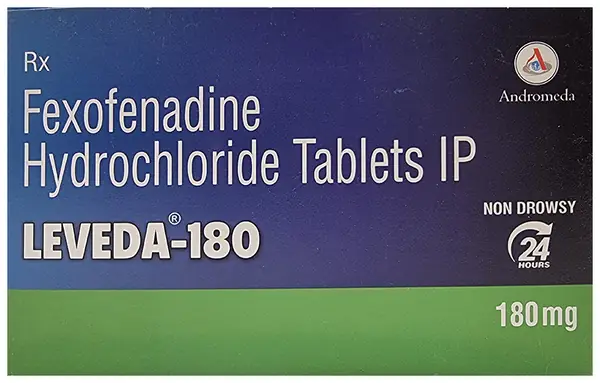 Rx
Andromeda
Fexofenadine
Hydrochloride Tablets IP
LEVEDA®-180
NON DROWSY
24
HOURS
180mg